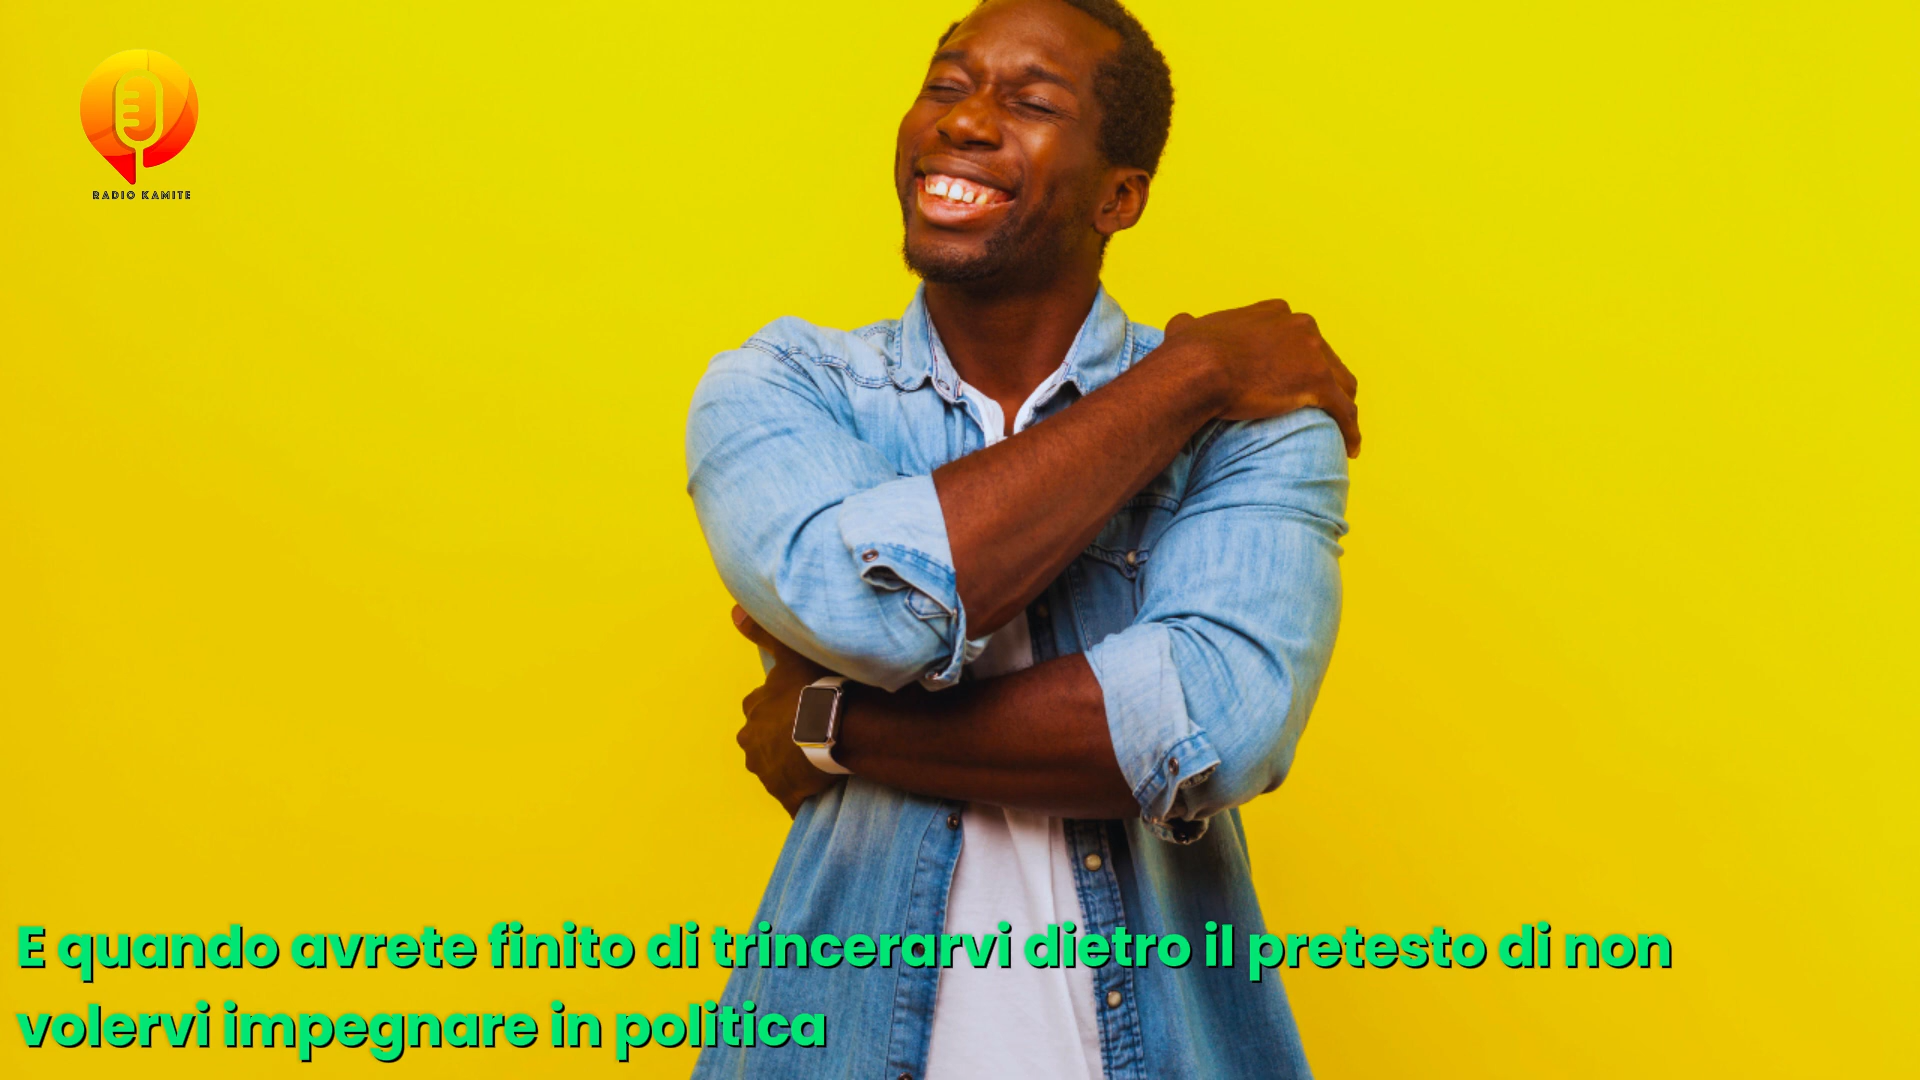 RADIO KAMITE
E quando avrete finito di trincerarvi dietro il pretesto di non
volervi impegnare in politica